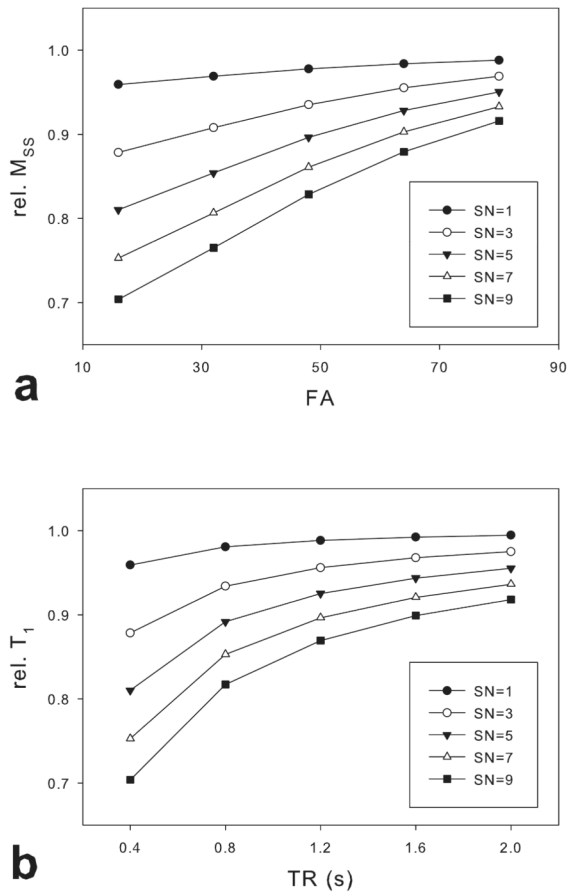 1.0
0.9
0.8
0.7
rel. M_SS
SN=1
SN=3
SN=5
SN=7
SN=9
10 30 50 70 90
FA
a
1.0
0.9
0.8
0.7
rel. T_1
SN=1
SN=3
SN=5
SN=7
SN=9
0.4 0.8 1.2 1.6 2.0
TR (s)
b